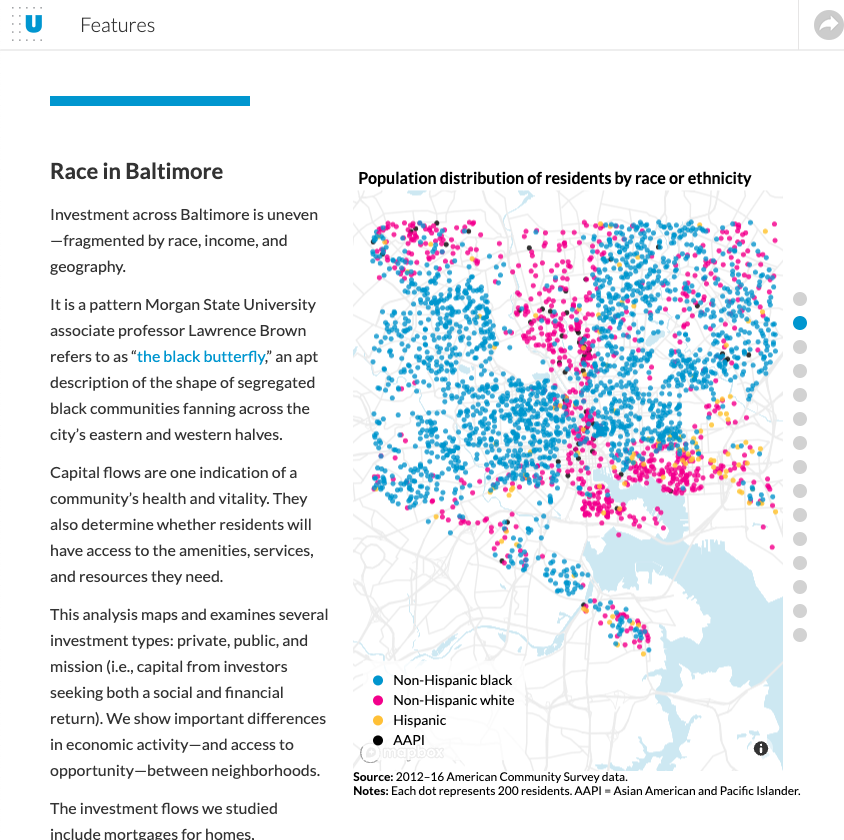 U
Features
Race in Baltimore
Investment across Baltimore is uneven
—fragmented by race, income, and
geography.
It is a pattern Morgan State University
associate professor Lawrence Brown
refers to as “the black butterfly,” an apt
description of the shape of segregated
black communities fanning across the
city’s eastern and western halves.
Capital flows are one indication of a
community’s health and vitality. They
also determine whether residents will
have access to the amenities, services,
and resources they need.
This analysis maps and examines several
investment types: private, public, and
mission (i.e., capital from investors
seeking both a social and financial
return). We show important differences
in economic activity—and access to
opportunity—between neighborhoods.
The investment flows we studied
include mortgages for homes,
Population distribution of residents by race or ethnicity
Non-Hispanic black
Non-Hispanic white
Hispanic
AAPI
mapbox
i
Source: 2012–16 American Community Survey data.
Notes: Each dot represents 200 residents. AAPI = Asian American and Pacific Islander.